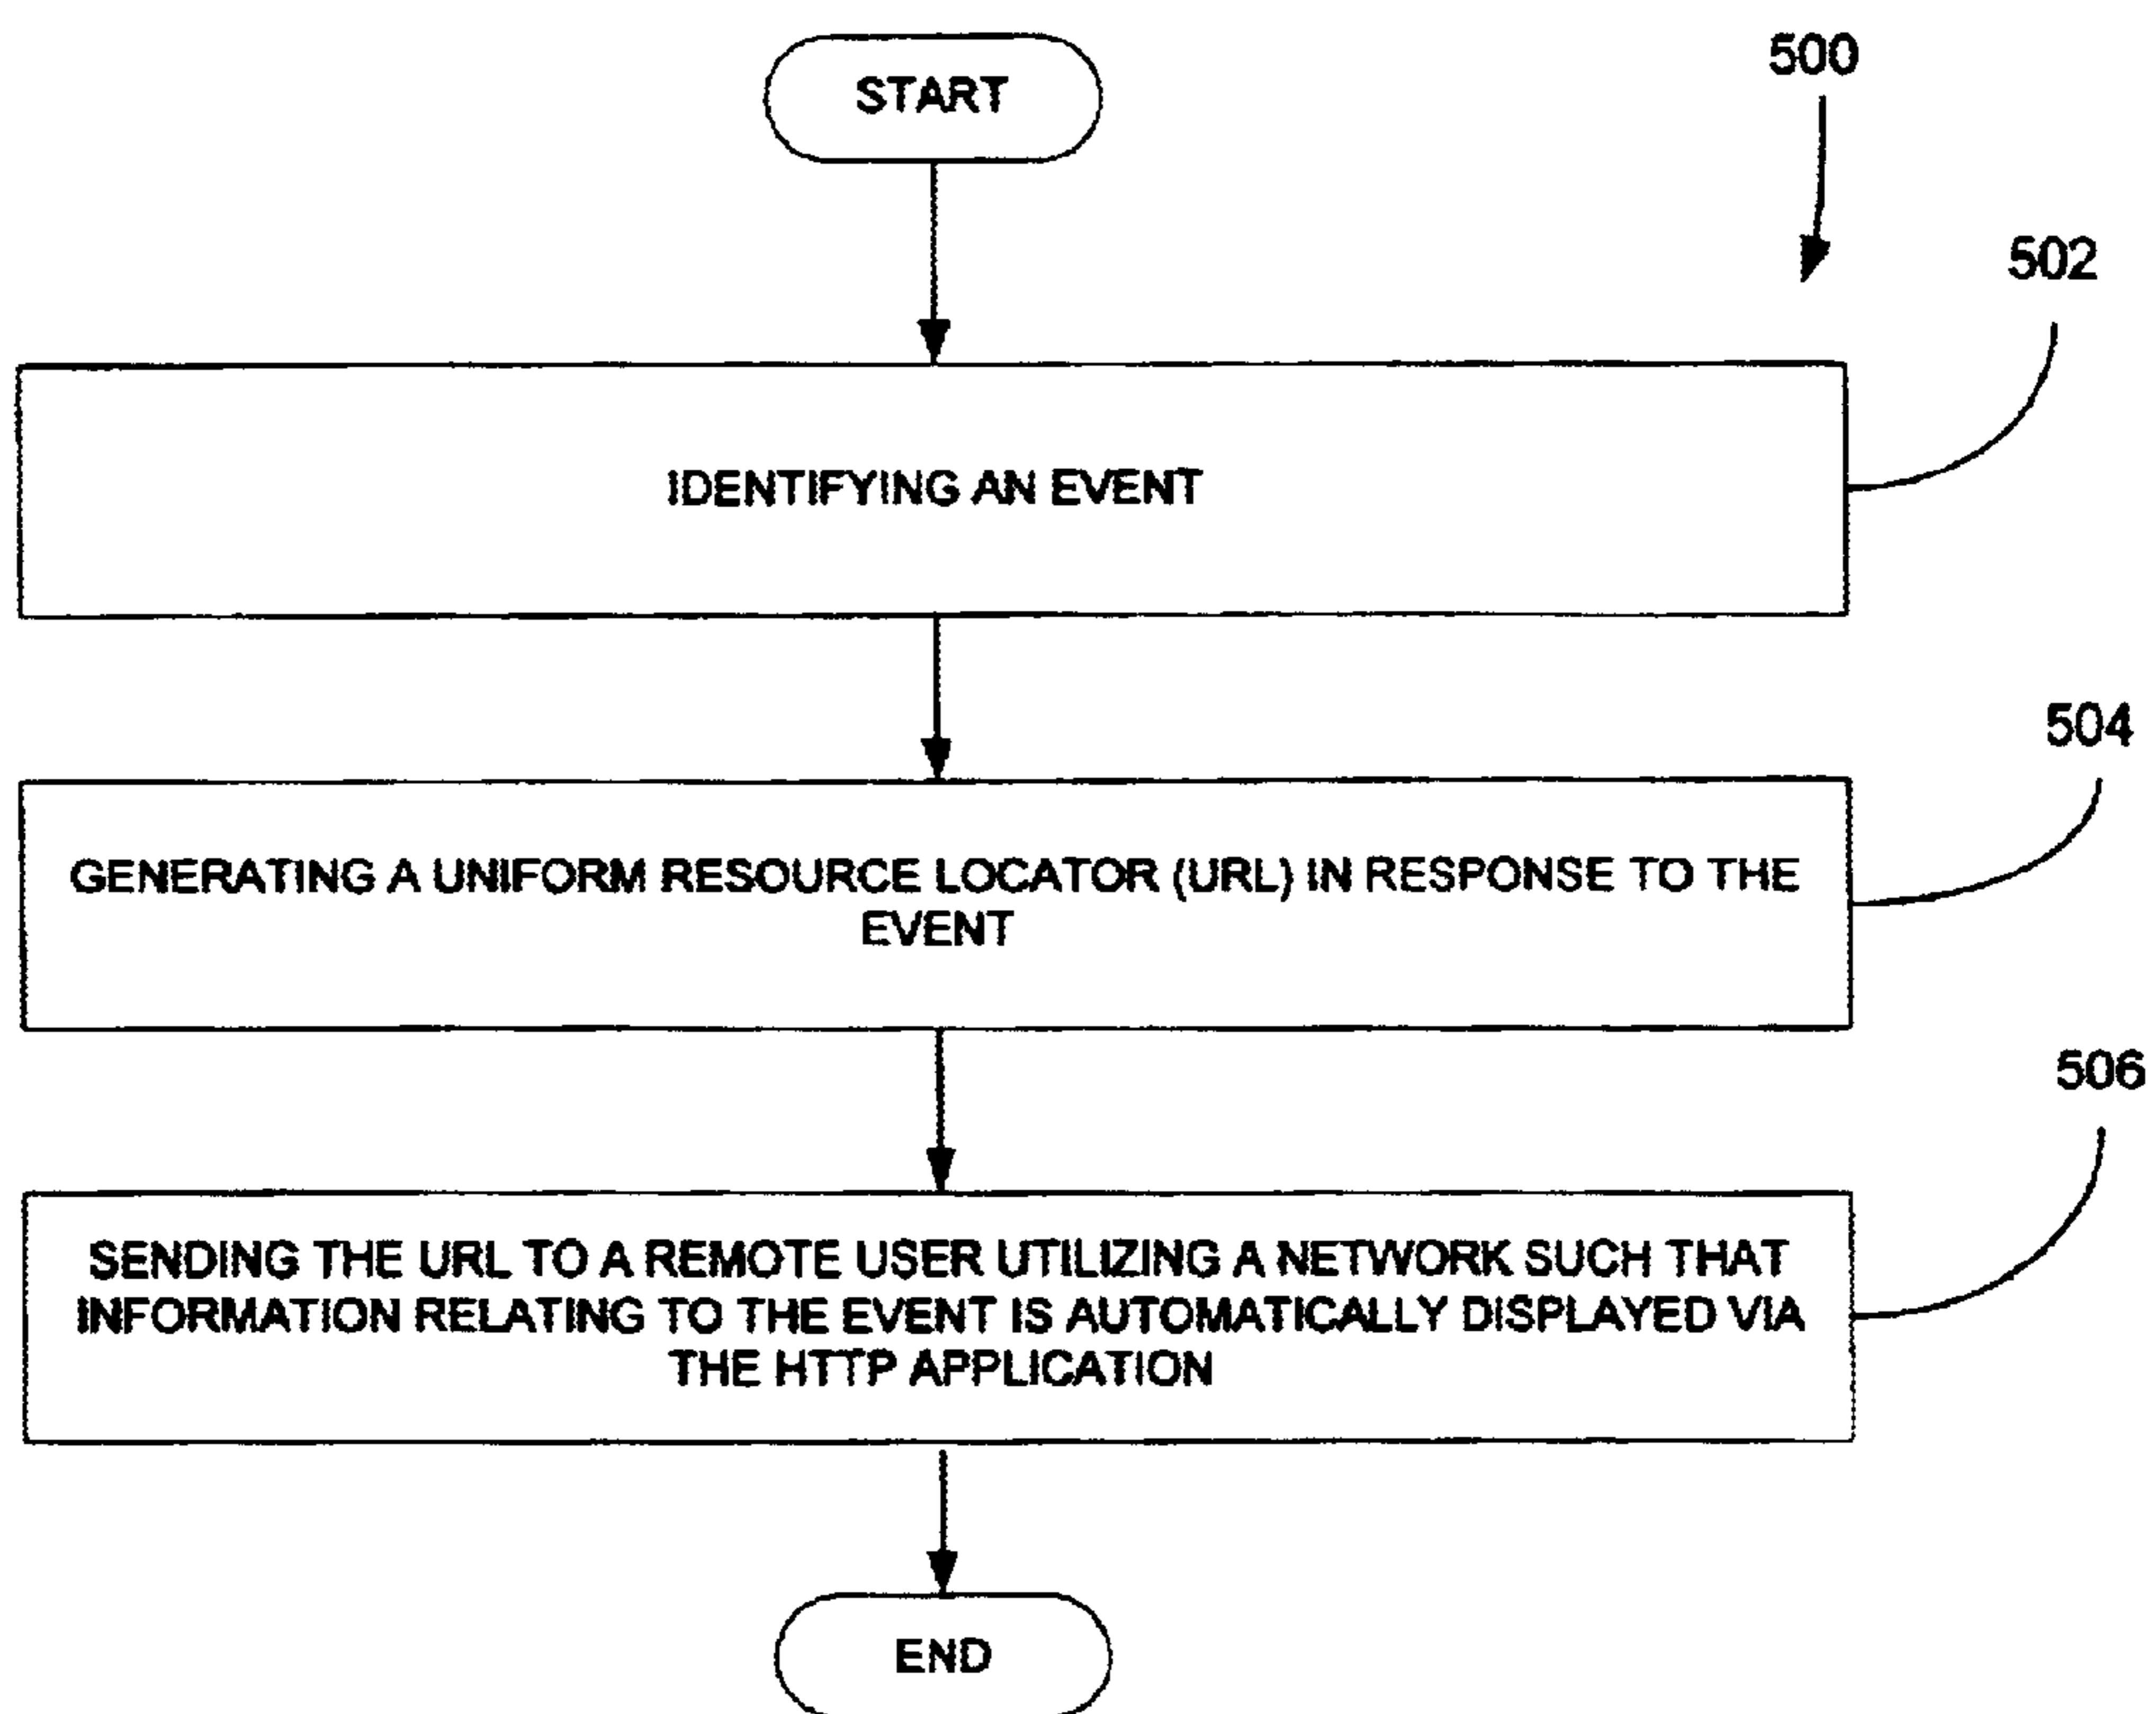 START
500
502
IDENTIFYING AN EVENT
504
GENERATING A UNIFORM RESOURCE LOCATOR (URL) IN RESPONSE TO THE
EVENT
506
SENDING THE URL TO A REMOTE USER UTILIZING A NETWORK SUCH THAT
INFORMATION RELATING TO THE EVENT IS AUTOMATICALLY DISPLAYED VIA
THE HTTP APPLICATION
END